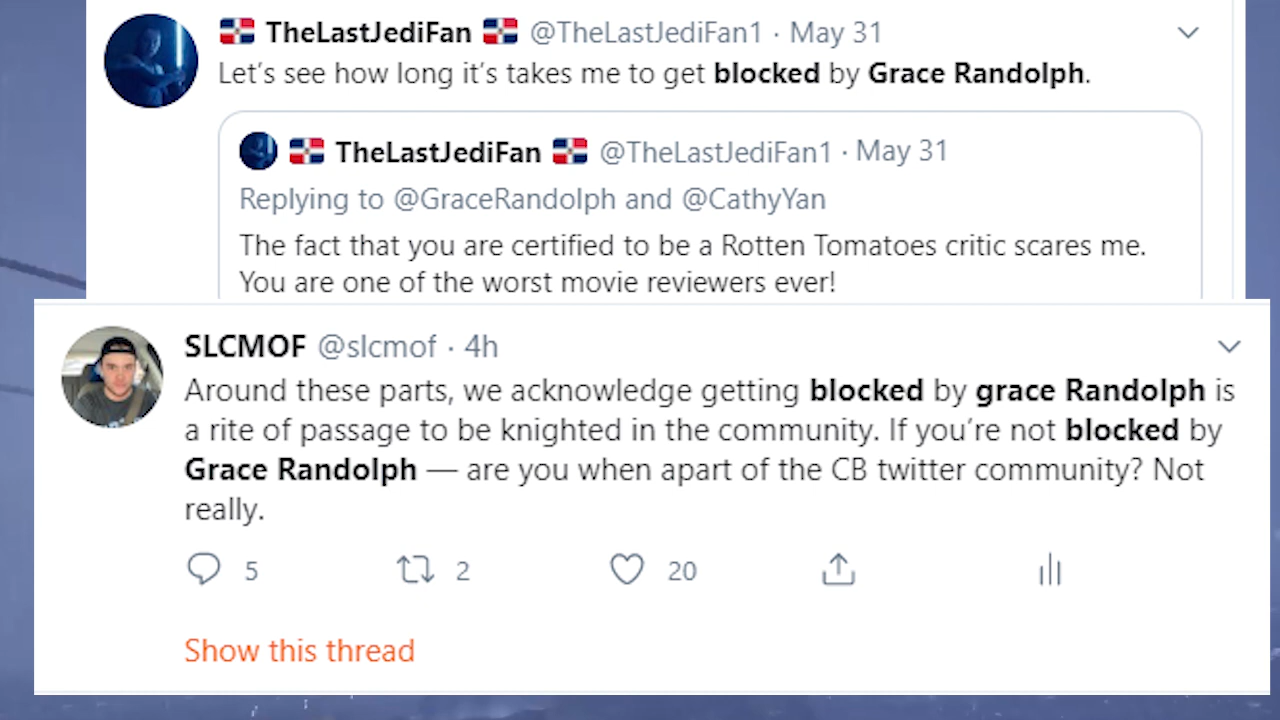 TheLastJediFan @TheLastJediFan1 · May 31
Let's see how long it's takes me to get blocked by Grace Randolph.
TheLastJediFan @TheLastJediFan1 · May 31
Replying to @GraceRandolph and @CathyYan
The fact that you are certified to be a Rotten Tomatoes critic scares me.
You are one of the worst movie reviewers ever!
SLCMOF @slcmof · 4h
Around these parts, we acknowledge getting blocked by grace Randolph is
a rite of passage to be knighted in the community. If you're not blocked by
Grace Randolph — are you when apart of the CB twitter community? Not
really.
5 2 20
Show this thread